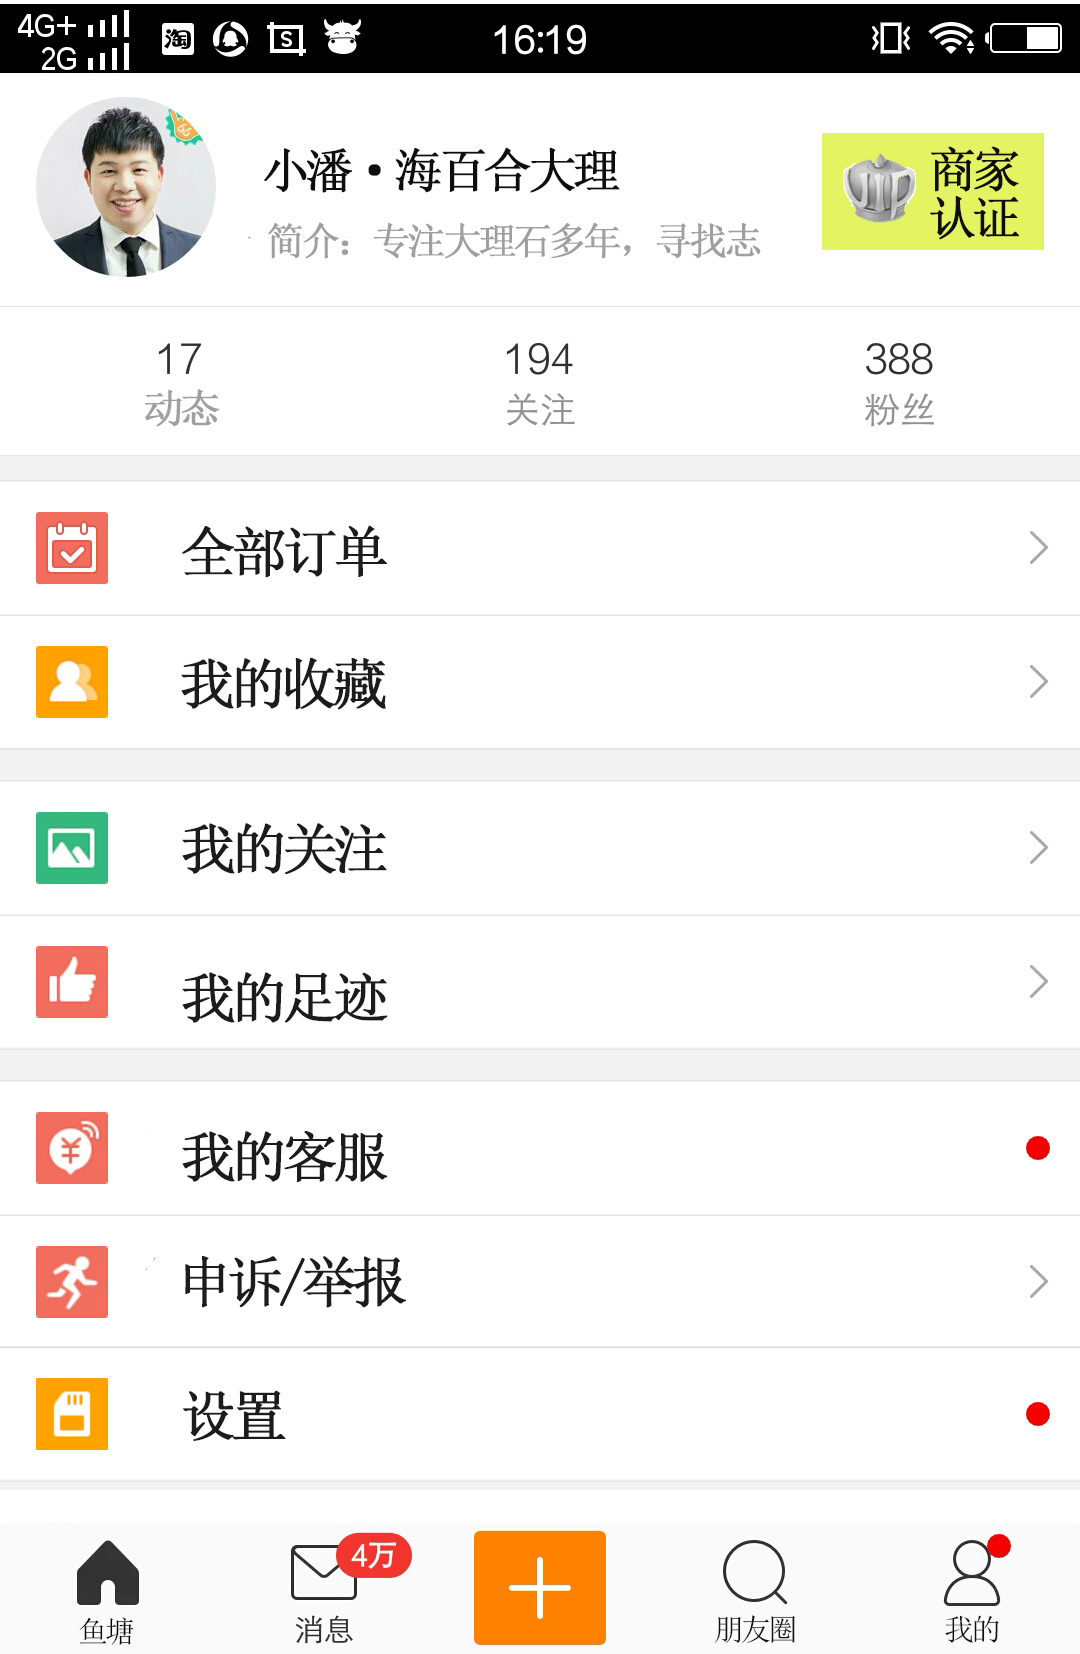 4G+
2G
淘
S
16:19
66
小潘·海百合大理
商家
认证
简介：专注大理石多年，寻找志
17
194
388
动态
关注
粉丝
全部订单
我的收藏
我的关注
我的足迹
¥
我的客服
申诉/举报
设置
4万
鱼塘
消息
朋友圈
我的